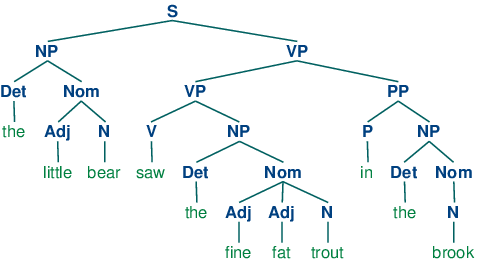 S
NP VP
Det Nom VP PP
the Adj N V NP P NP
little bear saw Det Nom in Det Nom
the Adj Adj N the N
fine fat trout brook